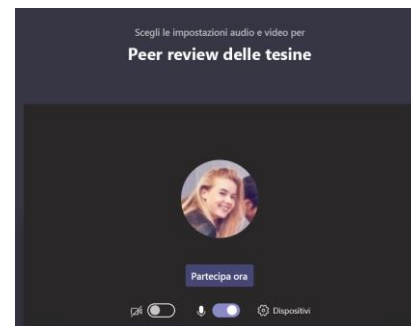 Scegli le impostazioni audio e video per
Peer review delle tesine
Partecipa ora
Dispositivi